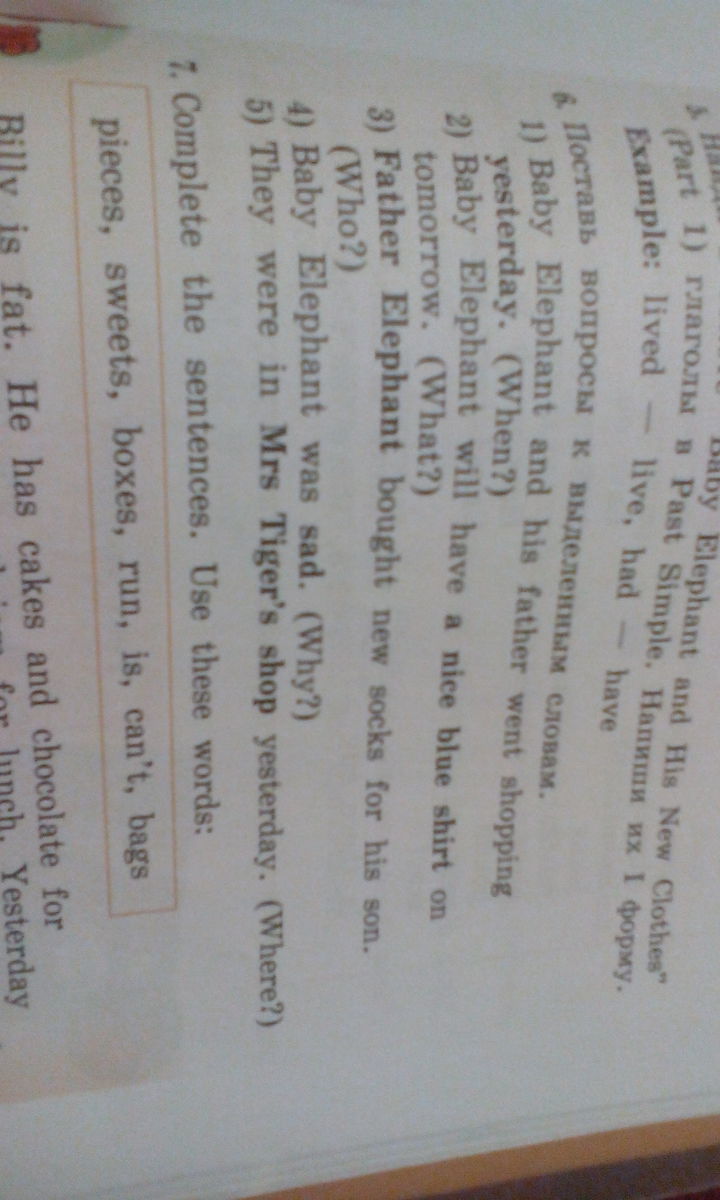 Baby Elephant and His New Clothes"
(Part 1) глаголы в Past Simple. Напиши их I форму.
Example: lived — live, had — have
6. Поставь вопросы к выделенным словам.
1) Baby Elephant and his father went shopping
yesterday. (When?)
2) Baby Elephant will have a nice blue shirt on
tomorrow. (What?)
3) Father Elephant bought new socks for his son.
(Who?)
4) Baby Elephant was sad. (Why?)
5) They were in Mrs Tiger's shop yesterday. (Where?)
7. Complete the sentences. Use these words:
pieces, sweets, boxes, run, is, can't, bags
Billy is fat. He has cakes and chocolate for
for lunch. Yesterday